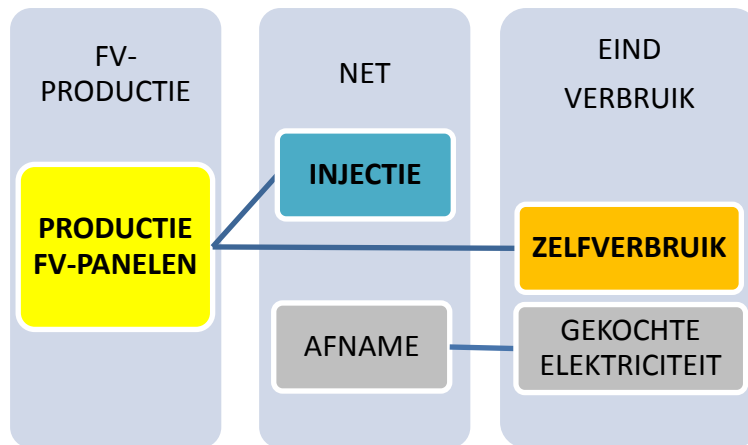 FV-
PRODUCTIE
NET
EIND
VERBRUIK
PRODUCTIE
FV-PANELEN
INJECTIE
ZELFVERBRUIK
AFNAME
GEKOCHTE
ELEKTRICITEIT